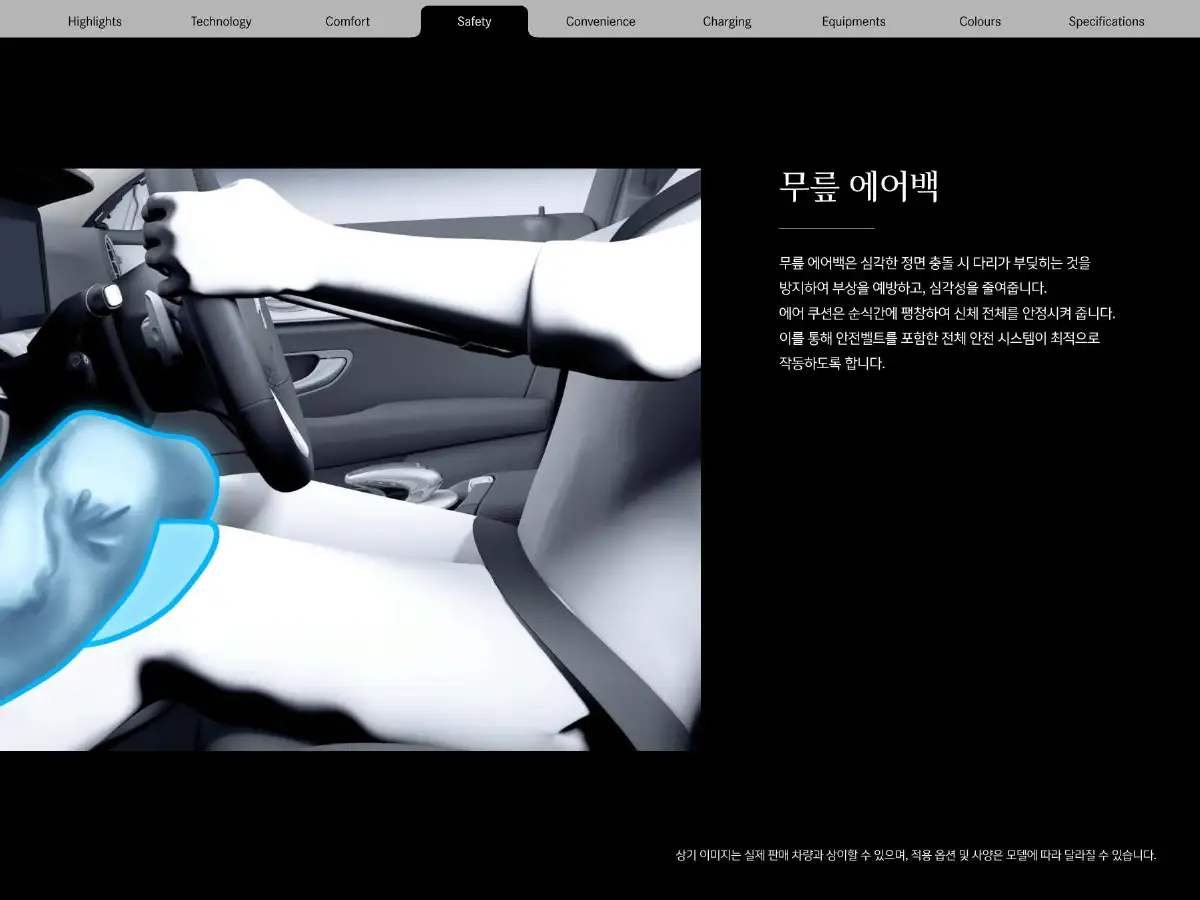 Highlights Technology Comfort Safety Convenience Charging Equipments Colours Specifications
무릎 에어백
무릎 에어백은 심각한 정면 충돌 시 다리가 부딪히는 것을
방지하여 부상을 예방하고, 심각성을 줄여줍니다.
에어 쿠션은 순식간에 팽창하여 신체 전체를 안정시켜 줍니다.
이를 통해 안전벨트를 포함한 전체 안전 시스템이 최적으로
작동하도록 합니다.
상기 이미지는 실제 판매 차량과 상이할 수 있으며, 적용 옵션 및 사양은 모델에 따라 달라질 수 있습니다.